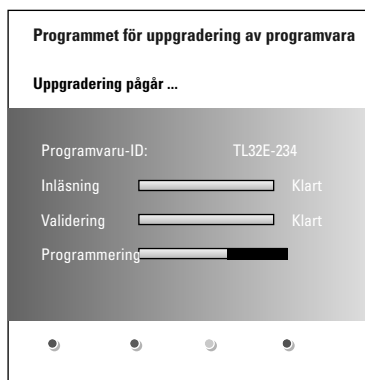 Programmet för uppgradering av programvara
Uppgradering pågår ...
Programvaru-ID: TL32E-234
Inläsning Klart
Validering Klart
Programmering